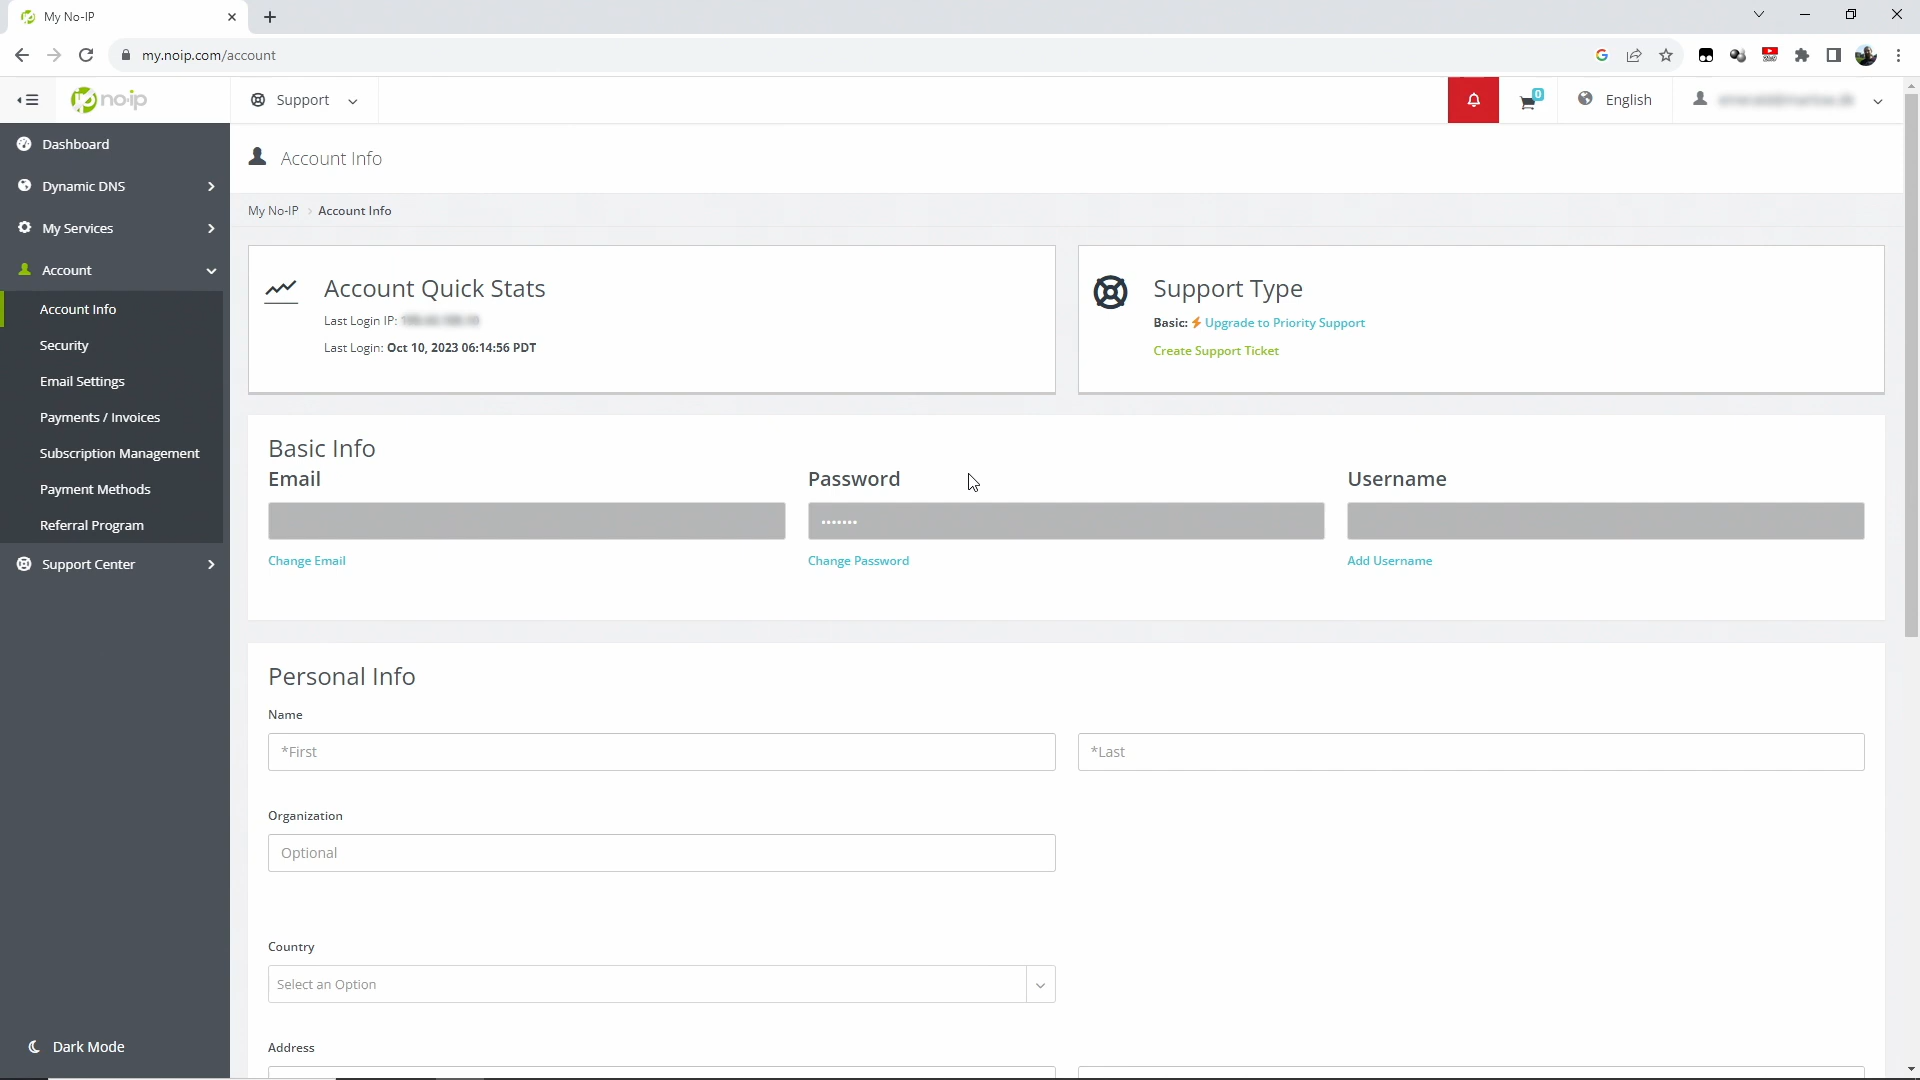 My No-IP
my.noip.com/account
no-ip
Support
0
English
Dashboard
Dynamic DNS
My Services
Account
Account Info
Security
Email Settings
Payments / Invoices
Subscription Management
Payment Methods
Referral Program
Support Center
Dark Mode
Account Info
My No-IP > Account Info
Account Quick Stats
Last Login IP:
Last Login: Oct 10, 2023 06:14:56 PDT
Support Type
Basic: Upgrade to Priority Support
Create Support Ticket
Basic Info
Email
Change Email
Password
•••••••
Change Password
Username
Add Username
Personal Info
Name
*First
*Last
Organization
Optional
Country
Select an Option
Address